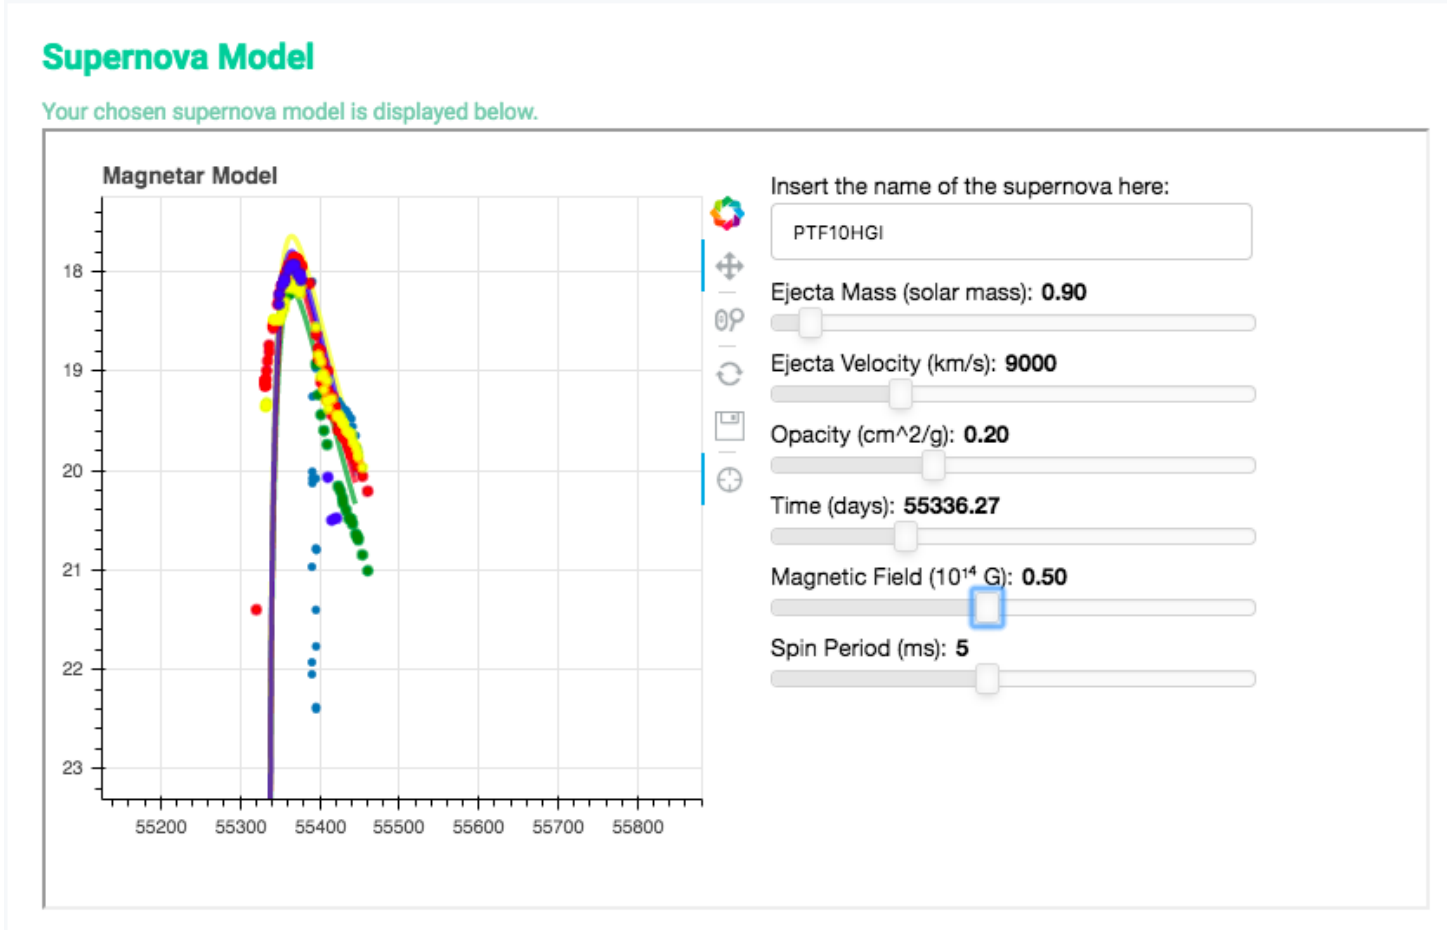 Supernova Model
Your chosen supernova model is displayed below.
Magnetar Model
18
19
20
21
22
23
55200 55300 55400 55500 55600 55700 55800
Insert the name of the supernova here:
PTF10HGI
Ejecta Mass (solar mass): 0.90
Ejecta Velocity (km/s): 9000
Opacity (cm^2/g): 0.20
Time (days): 55336.27
Magnetic Field (10¹⁴ G): 0.50
Spin Period (ms): 5